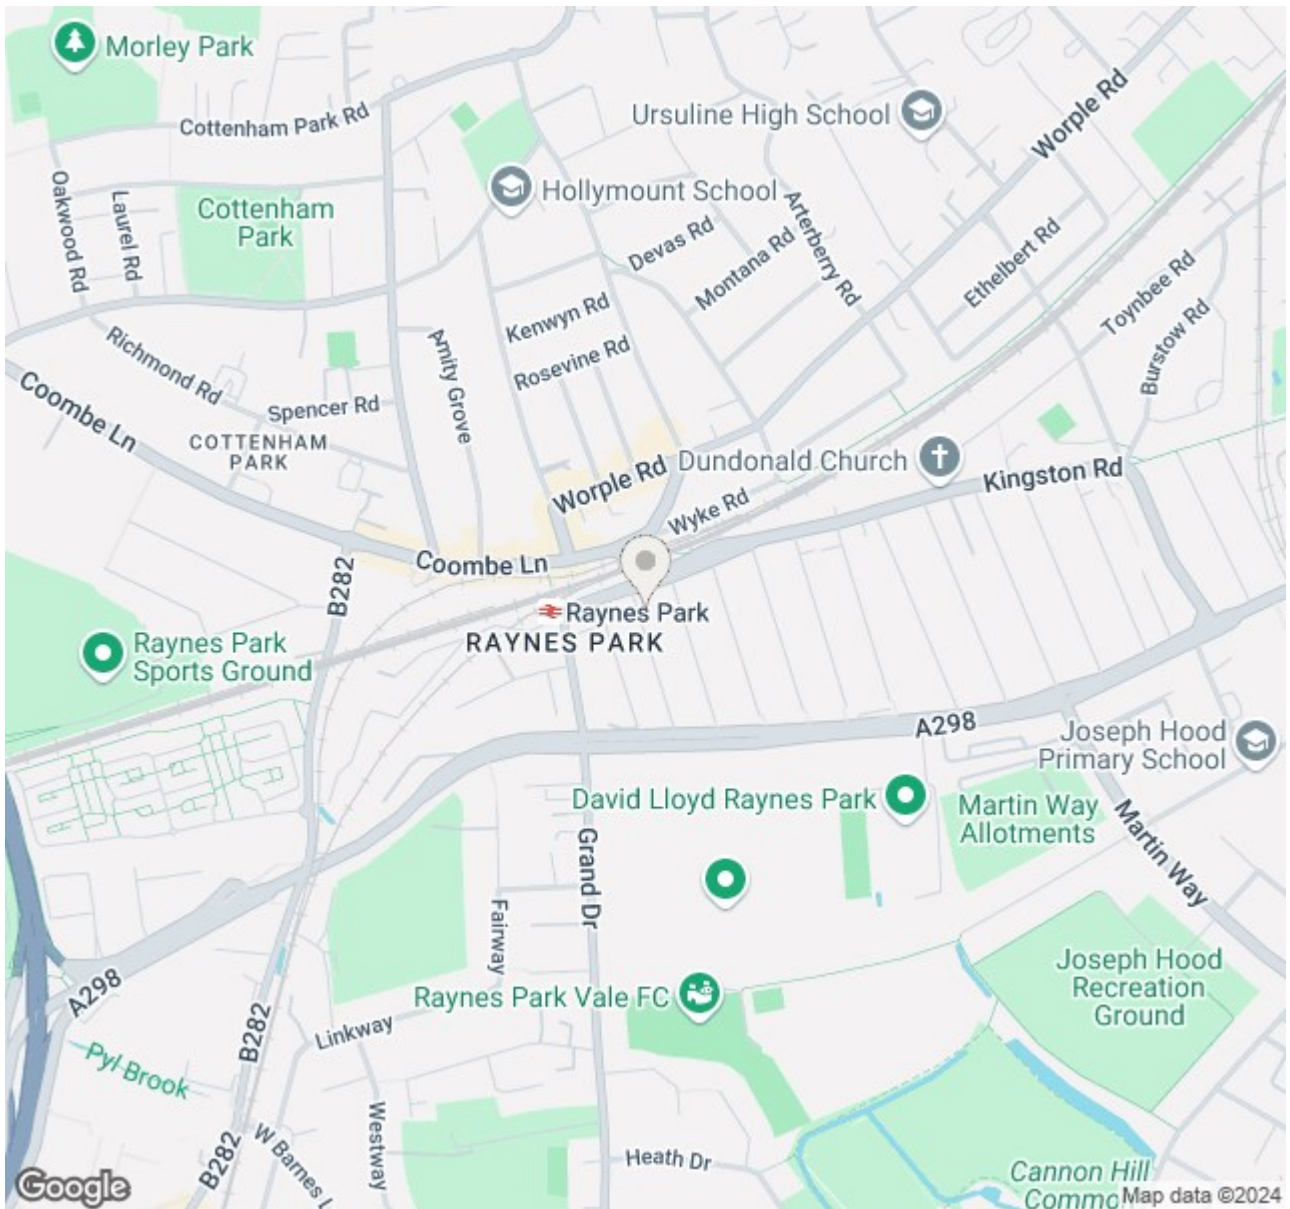 Morley Park
Cottenham Park Rd
Ursuline High School
Worple Rd
Hollymount School
Oakwood Rd
Laurel Rd
Cottenham
Park
Devas Rd
Montana Rd
Arterberry Rd
Ethelbert Rd
Toynbee Rd
Burstow Rd
Kenwyn Rd
Rosevine Rd
Amity Grove
Richmond Rd
Spencer Rd
Coombe Ln
COTTENHAM
PARK
Worple Rd
Dundonald Church
Kingston Rd
Wyke Rd
Coombe Ln
B282
Raynes Park
RAYNES PARK
Raynes Park
Sports Ground
A298
Joseph Hood
Primary School
David Lloyd Raynes Park
Martin Way
Allotments
Martin Way
Grand Dr
Fairway
A298
Raynes Park Vale FC
Joseph Hood
Recreation
Ground
B282
Linkway
Pyl Brook
Westway
W Barnes L
B282
Heath Dr
Cannon Hill
Common
Google
Map data ©2024